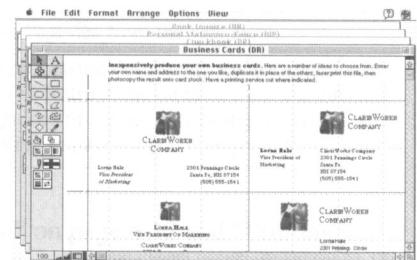 File Edit Format Arrange Options View
Business Cards (DR)
Inexpensively produce your own business cards. Here are a number of ideas to choose from. Enter
your own name and address to the one you like, duplicate it in place of the others, laser print this file, then
photocopy the result onto card stock. Have a printing service cut where indicated.
CLARISWORKS
COMPANY
Lorna Hale
Vice President
of Marketing
2301 Pennings Circle
Santa Fe,
NM 87154
(505) 555-1541
CLARISWORKS
COMPANY
Lorna Hale
Vice President of
Marketing
ClarisWorks Company
2301 Pennings Circle
Santa Fe,
NM 87154
(505) 555-1541
LORNA HALE
VICE PRESIDENT OF MARKETING
CLARISWORKS COMPANY
CLARISWORKS
COMPANY
Lorna Hale
2301 Pennings Circle
100